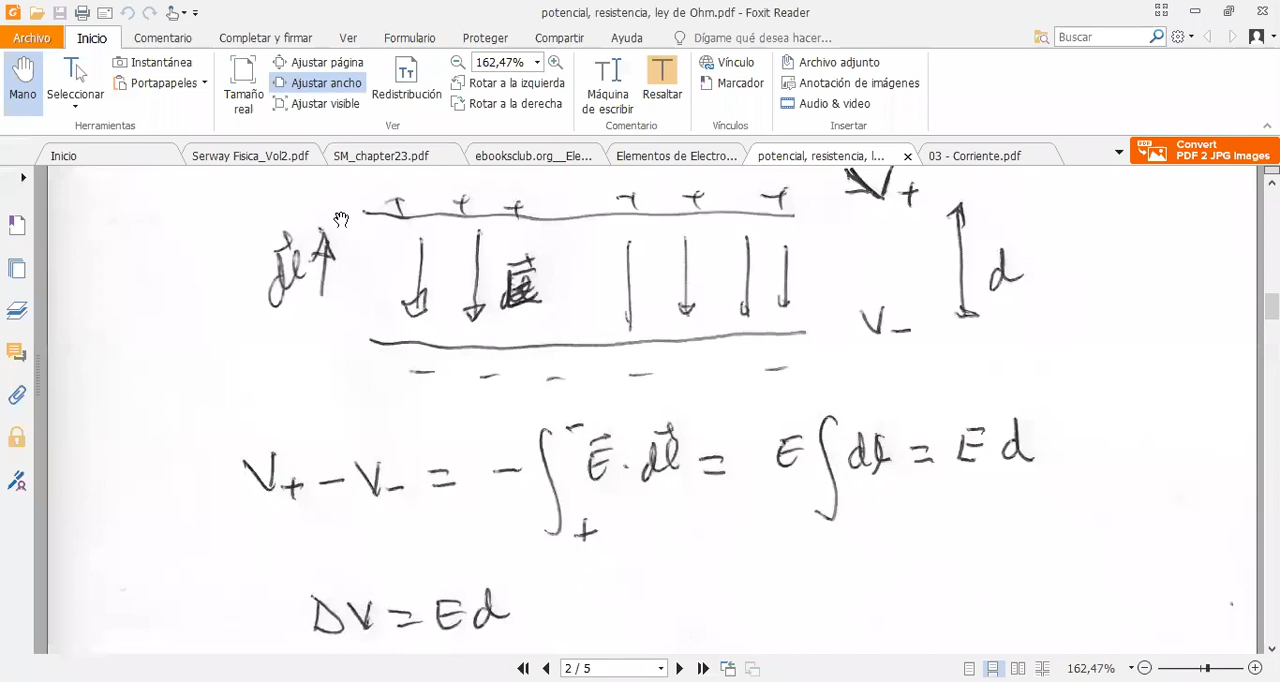 potencial, resistencia, ley de Ohm.pdf - Foxit Reader
Archivo Inicio Comentario Completar y firmar Ver Formulario Proteger Compartir Ayuda Dígame qué desea hacer... Buscar
Mano
Seleccionar
Instantánea
Portapapeles
Herramientas
Tamaño real
Ajustar página
Ajustar ancho
Ajustar visible
Redistribución
Rotar a la izquierda
Rotar a la derecha
Ver
Máquina de escribir
Resaltar
Comentario
Vínculo
Marcador
Vínculos
Archivo adjunto
Anotación de imágenes
Audio & video
Insertar
Inicio Serway Fisica_Vol2.pdf SM_chapter23.pdf ebooksclub.org__Ele... Elementos de Electro... potencial, resistencia, l... 03 - Corriente.pdf
Convert
PDF 2 JPG Images
+ + + + + + V+
dl⃗ d
V-
- - - - -
V+ - V- = - ∫₊⁻ E⃗ · dl⃗ = E ∫ dl = E d
ΔV = E d
2 / 5 162,47%